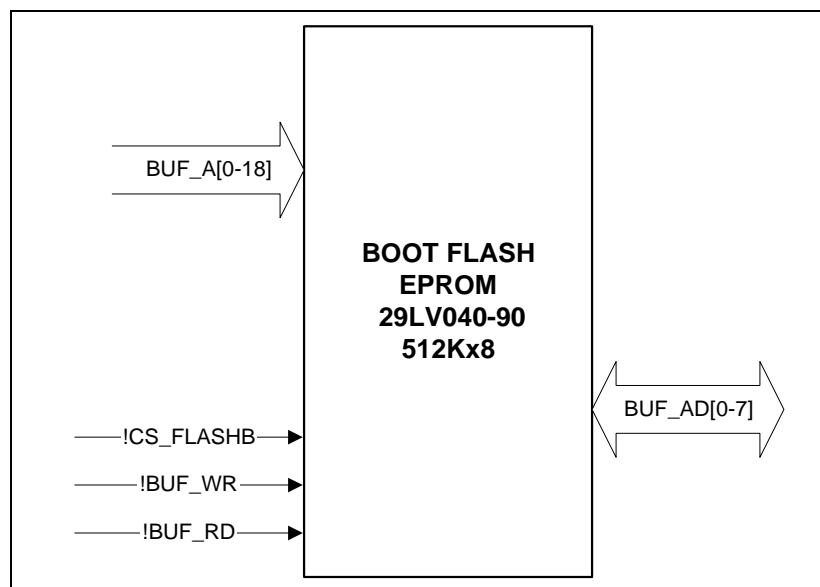 BUF_A[0-18]
BOOT FLASH
EPROM
29LV040-90
512Kx8
BUF_AD[0-7]
!CS_FLASHB
!BUF_WR
!BUF_RD